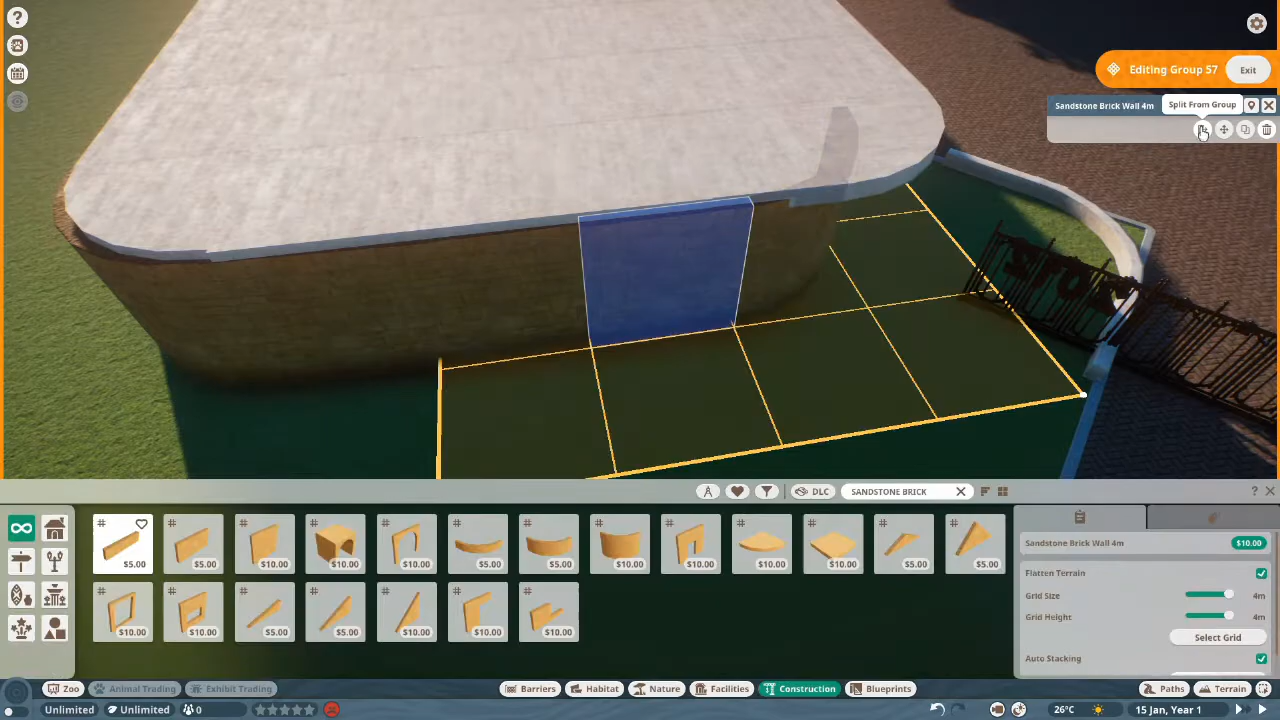 Editing Group 57
Exit
Sandstone Brick Wall 4m
Split From Group
DLC
SANDSTONE BRICK
?
$5.00
$5.00
$10.00
$10.00
$10.00
$5.00
$5.00
$10.00
$10.00
$10.00
$10.00
$5.00
$5.00
$10.00
$10.00
$5.00
$5.00
$10.00
$10.00
$10.00
Sandstone Brick Wall 4m
$10.00
Flatten Terrain
Grid Size
4m
Grid Height
4m
Select Grid
Auto Stacking
Zoo
Animal Trading
Exhibit Trading
Barriers
Habitat
Nature
Facilities
Construction
Blueprints
Paths
Terrain
Unlimited
Unlimited
0
26°C
15 Jan, Year 1